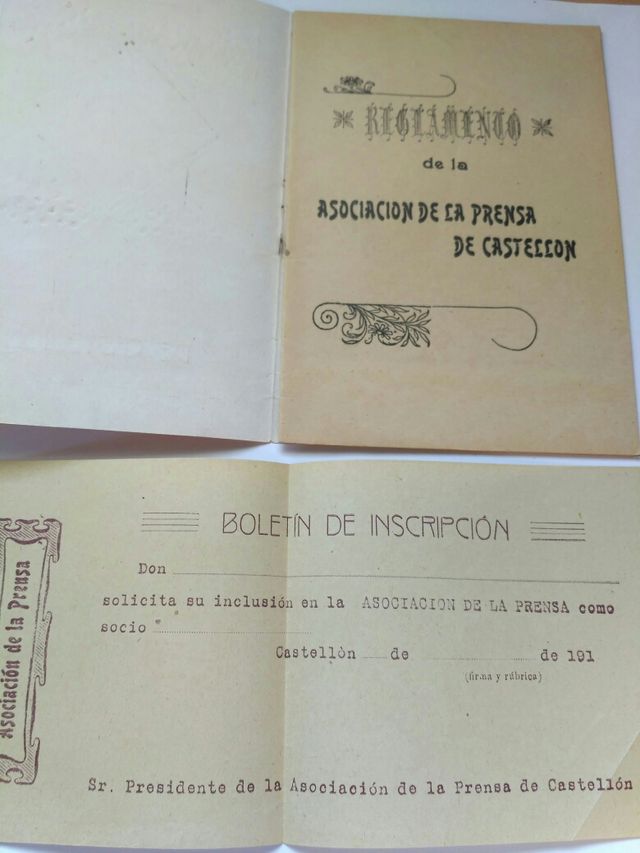 REGLAMENTO
de la
ASOCIACION DE LA PRENSA
DE CASTELLON
BOLETÍN DE INSCRIPCIÓN
Asociación de la Prensa
Don
solicita su inclusión en la ASOCIACION DE LA PRENSA como
socio
Castellòn de de 191
(firma y rúbrica)
Sr. Presidente de la Asociación de la Prensa de Castellón